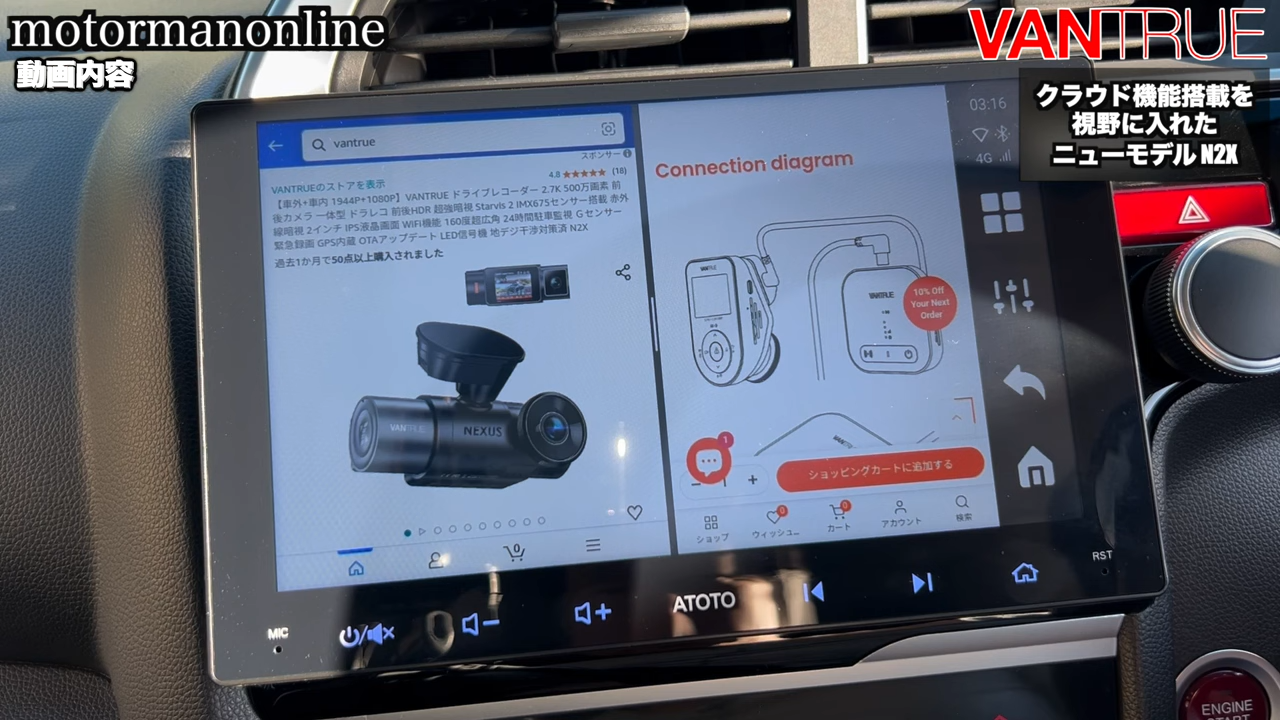 motormanonline
動画内容
VANTRUE
クラウド機能搭載を
視野に入れた
ニューモデル N2X
vantrue
スポンサー
VANTRUEのストアを表示
4.8 (18)
【車外+車内 1944P+1080P】VANTRUE ドライブレコーダー 2.7K 500万画素 前
後カメラ 一体型 ドラレコ 前後HDR 超強暗視 Starvis 2 IMX675センサー搭載 赤外
線暗視 2インチ IPS液晶画面 WIFI機能 160度超広角 24時間駐車監視 Gセンサー
緊急録画 GPS内蔵 OTAアップデート LED信号機 地デジ干渉対策済 N2X
過去1か月で50点以上購入されました
VANTRUE
NEXUS
0
Connection diagram
VANTRUE
VANTRUE
10% Off
Your Next
Order
VANTRUE
1
− 1 +
ショッピングカートに追加する
0
0
ショップ
ウィッシュ...
カート
アカウント
検索
03:16
4G
MIC
ATOTO
RST
ENGINE
START